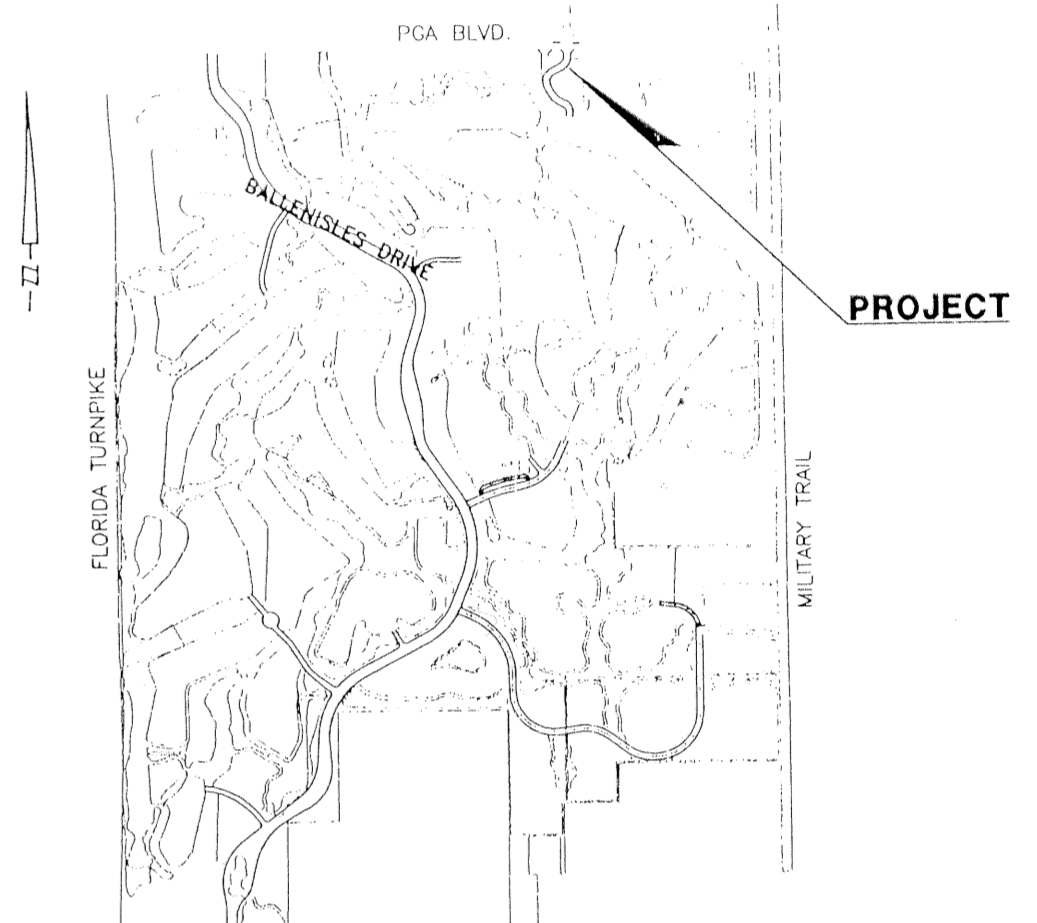 PGA BLVD.
BALLENISLES DRIVE
PROJECT
FLORIDA TURNPIKE
MILITARY TRAIL